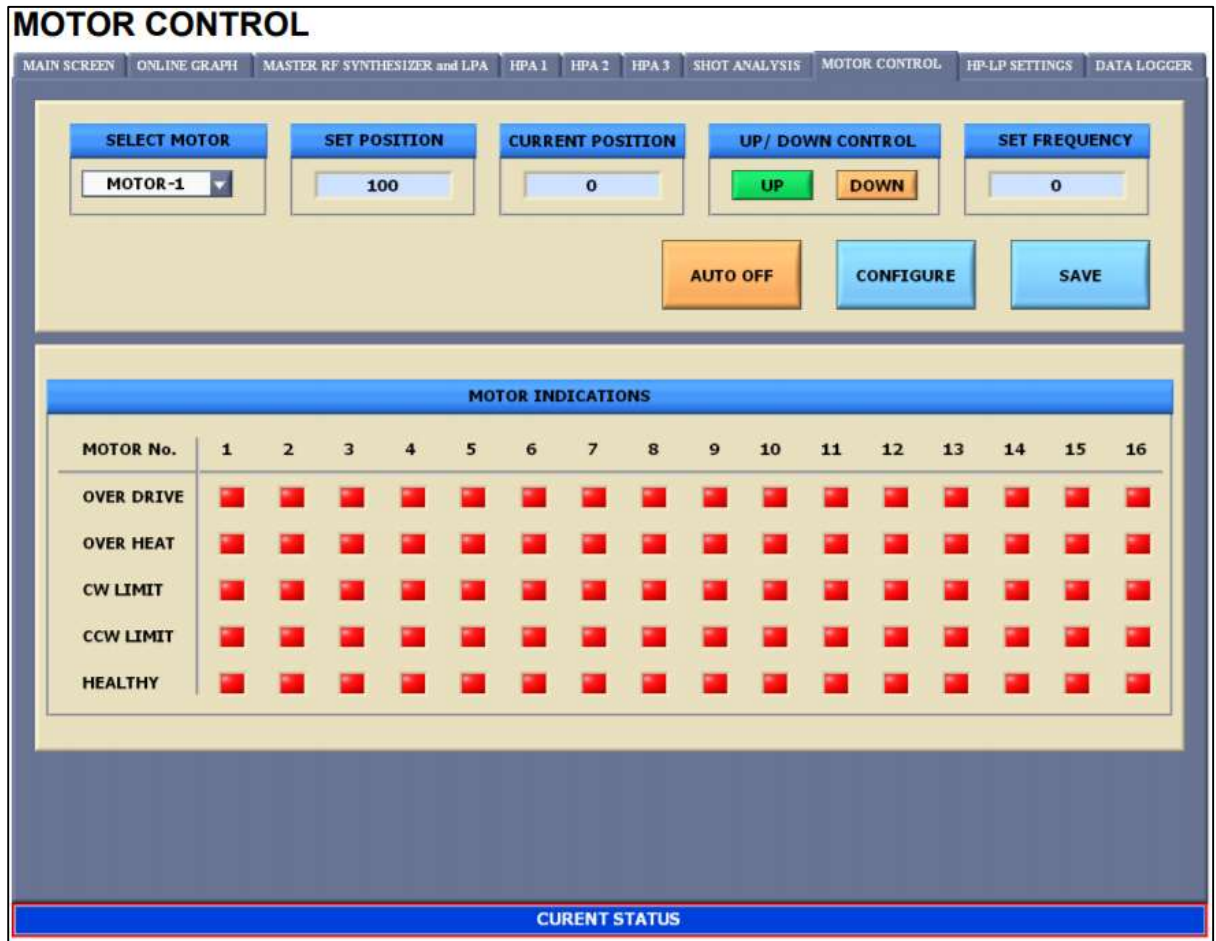 MOTOR CONTROL
MAIN SCREEN ONLINE GRAPH MASTER RF SYNTHESIZER and LPA HPA 1 HPA 2 HPA 3 SHOT ANALYSIS MOTOR CONTROL HP-LP SETTINGS DATA LOGGER
SELECT MOTOR SET POSITION CURRENT POSITION UP/ DOWN CONTROL SET FREQUENCY
MOTOR-1 100 0 UP DOWN 0
AUTO OFF CONFIGURE SAVE
MOTOR INDICATIONS
MOTOR No. 1 2 3 4 5 6 7 8 9 10 11 12 13 14 15 16
OVER DRIVE
OVER HEAT
CW LIMIT
CCW LIMIT
HEALTHY
CURENT STATUS